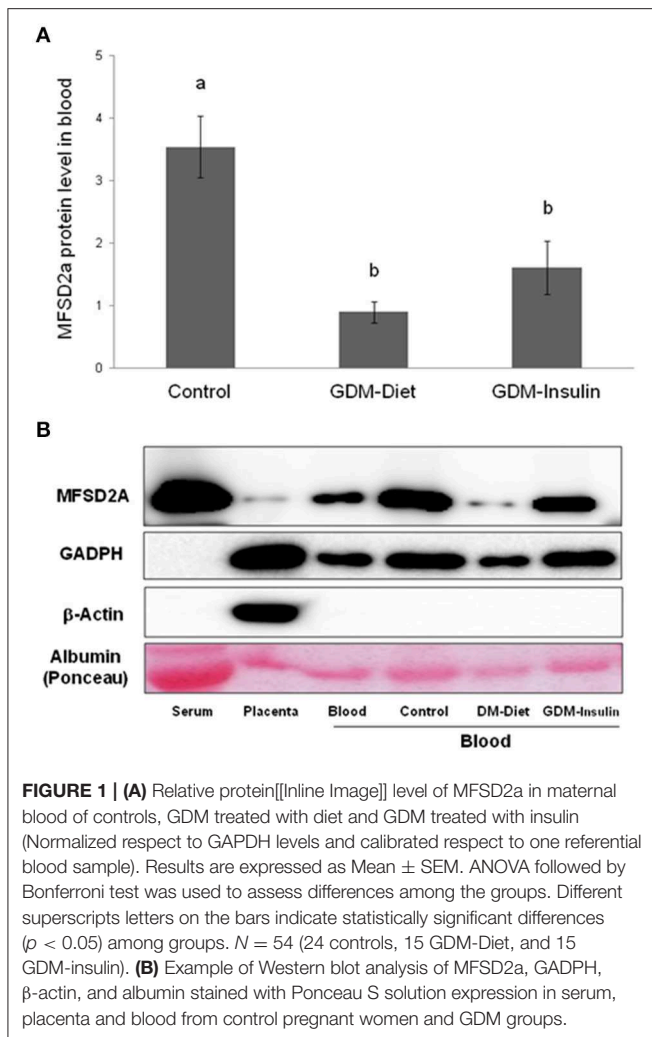 A
MFSD2a protein level in blood
5
4
3
2
1
0
a
b
b
Control GDM-Diet GDM-Insulin
B
MFSD2A
GADPH
β-Actin
Albumin
(Ponceau)
Serum Placenta Blood Control DM-Diet GDM-Insulin
Blood
FIGURE 1 | (A) Relative protein[[Inline Image]] level of MFSD2a in maternal
blood of controls, GDM treated with diet and GDM treated with insulin
(Normalized respect to GAPDH levels and calibrated respect to one referential
blood sample). Results are expressed as Mean ± SEM. ANOVA followed by
Bonferroni test was used to assess differences among the groups. Different
superscripts letters on the bars indicate statistically significant differences
(p < 0.05) among groups. N = 54 (24 controls, 15 GDM-Diet, and 15
GDM-insulin). (B) Example of Western blot analysis of MFSD2a, GADPH,
β-actin, and albumin stained with Ponceau S solution expression in serum,
placenta and blood from control pregnant women and GDM groups.